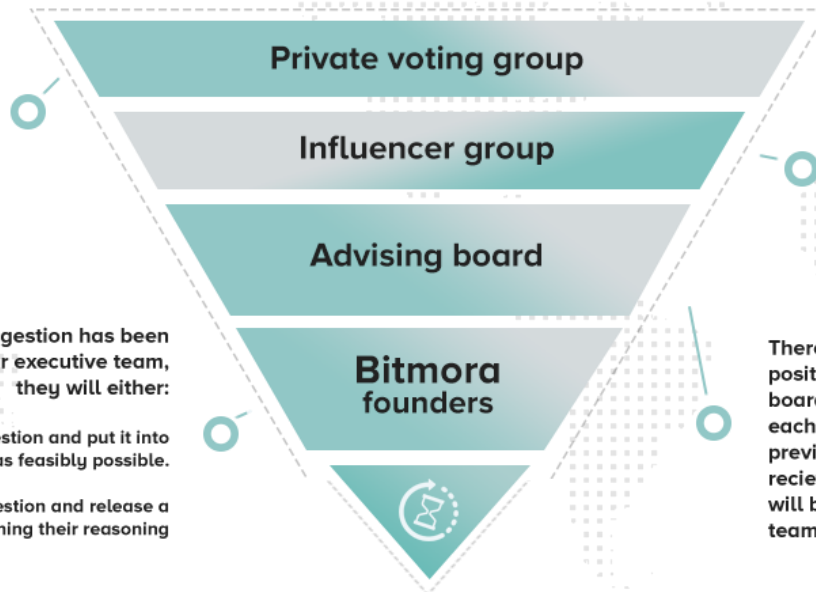 Private voting group
Influencer group
Advising board
Bitmora
founders
gestion has been
r executive team,
they will either:
estion and put it into
as feasibly possible.
estion and release a
ning their reasoning
There
posit
board
each
previ
recie
will b
team